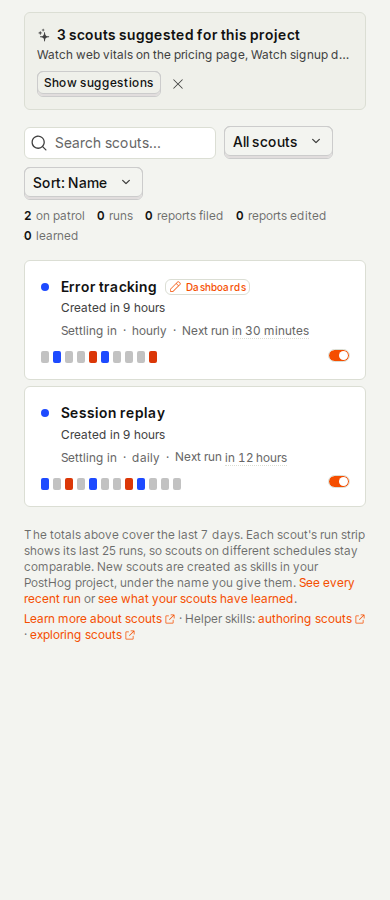 3 scouts suggested for this project
Watch web vitals on the pricing page, Watch signup d...
Show suggestions
Search scouts...
All scouts
Sort: Name
2 on patrol 0 runs 0 reports filed 0 reports edited
0 learned
Error tracking Dashboards
Created in 9 hours
Settling in · hourly · Next run in 30 minutes
Session replay
Created in 9 hours
Settling in · daily · Next run in 12 hours
The totals above cover the last 7 days. Each scout's run strip
shows its last 25 runs, so scouts on different schedules stay
comparable. New scouts are created as skills in your
PostHog project, under the name you give them. See every
recent run or see what your scouts have learned.
Learn more about scouts · Helper skills: authoring scouts
· exploring scouts